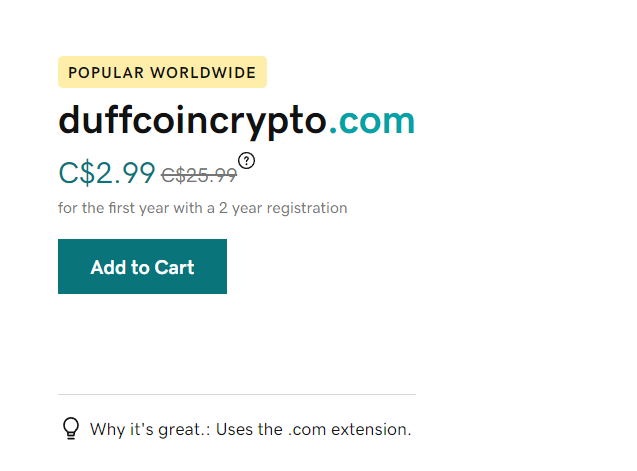 POPULAR WORLDWIDE
duffcoincrypto.com
C$2.99 C$25.99 ?
for the first year with a 2 year registration
Add to Cart
Why it's great.: Uses the .com extension.